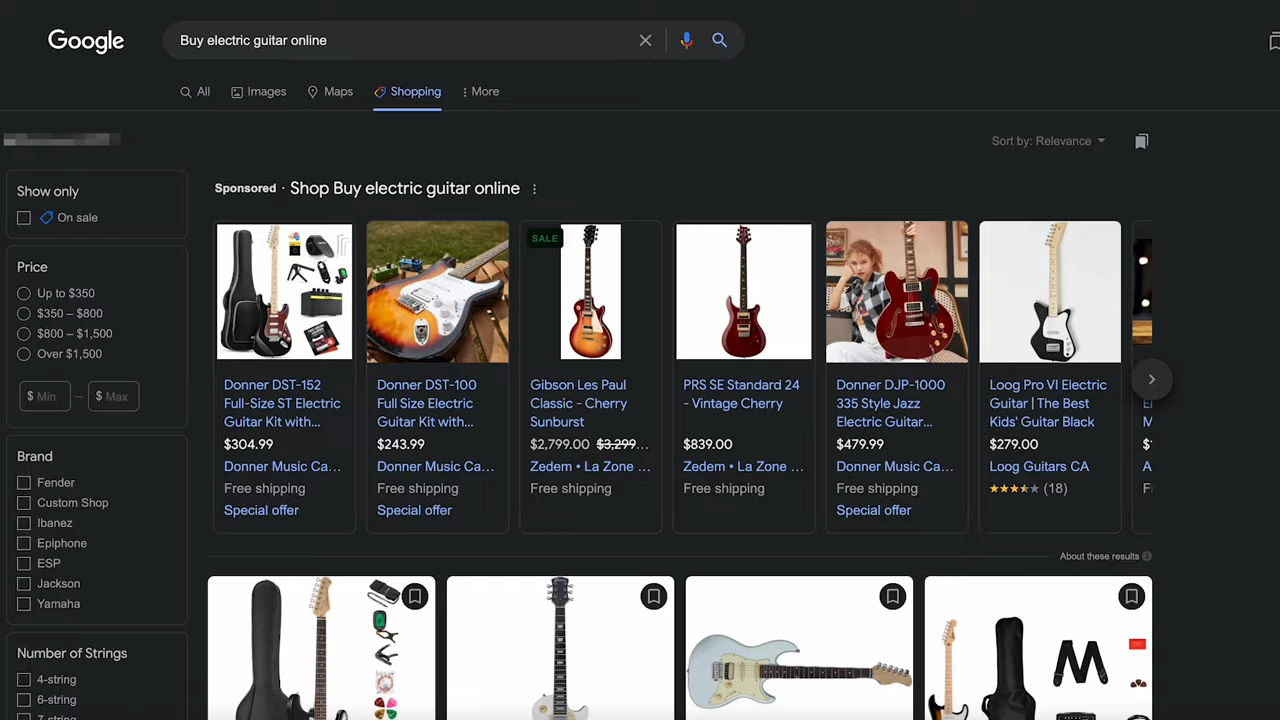 Google
Buy electric guitar online
All
Images
Maps
Shopping
More
Sort by: Relevance
Show only
On sale
Price
Up to $350
$350 – $800
$800 – $1,500
Over $1,500
$ Min – $ Max
Brand
Fender
Custom Shop
Ibanez
Epiphone
ESP
Jackson
Yamaha
Number of Strings
4-string
6-string
7-string
Sponsored · Shop Buy electric guitar online
Donner DST-152
Full-Size ST Electric
Guitar Kit with...
$304.99
Donner Music Ca...
Free shipping
Special offer
Donner DST-100
Full Size Electric
Guitar Kit with...
$243.99
Donner Music Ca...
Free shipping
Special offer
SALE
Gibson Les Paul
Classic - Cherry
Sunburst
$2,799.00 $3,299...
Zedem • La Zone ...
Free shipping
PRS SE Standard 24
- Vintage Cherry
$839.00
Zedem • La Zone ...
Free shipping
Donner DJP-1000
335 Style Jazz
Electric Guitar...
$479.99
Donner Music Ca...
Free shipping
Special offer
Loog Pro VI Electric
Guitar | The Best
Kids' Guitar Black
$279.00
Loog Guitars CA
(18)
About these results